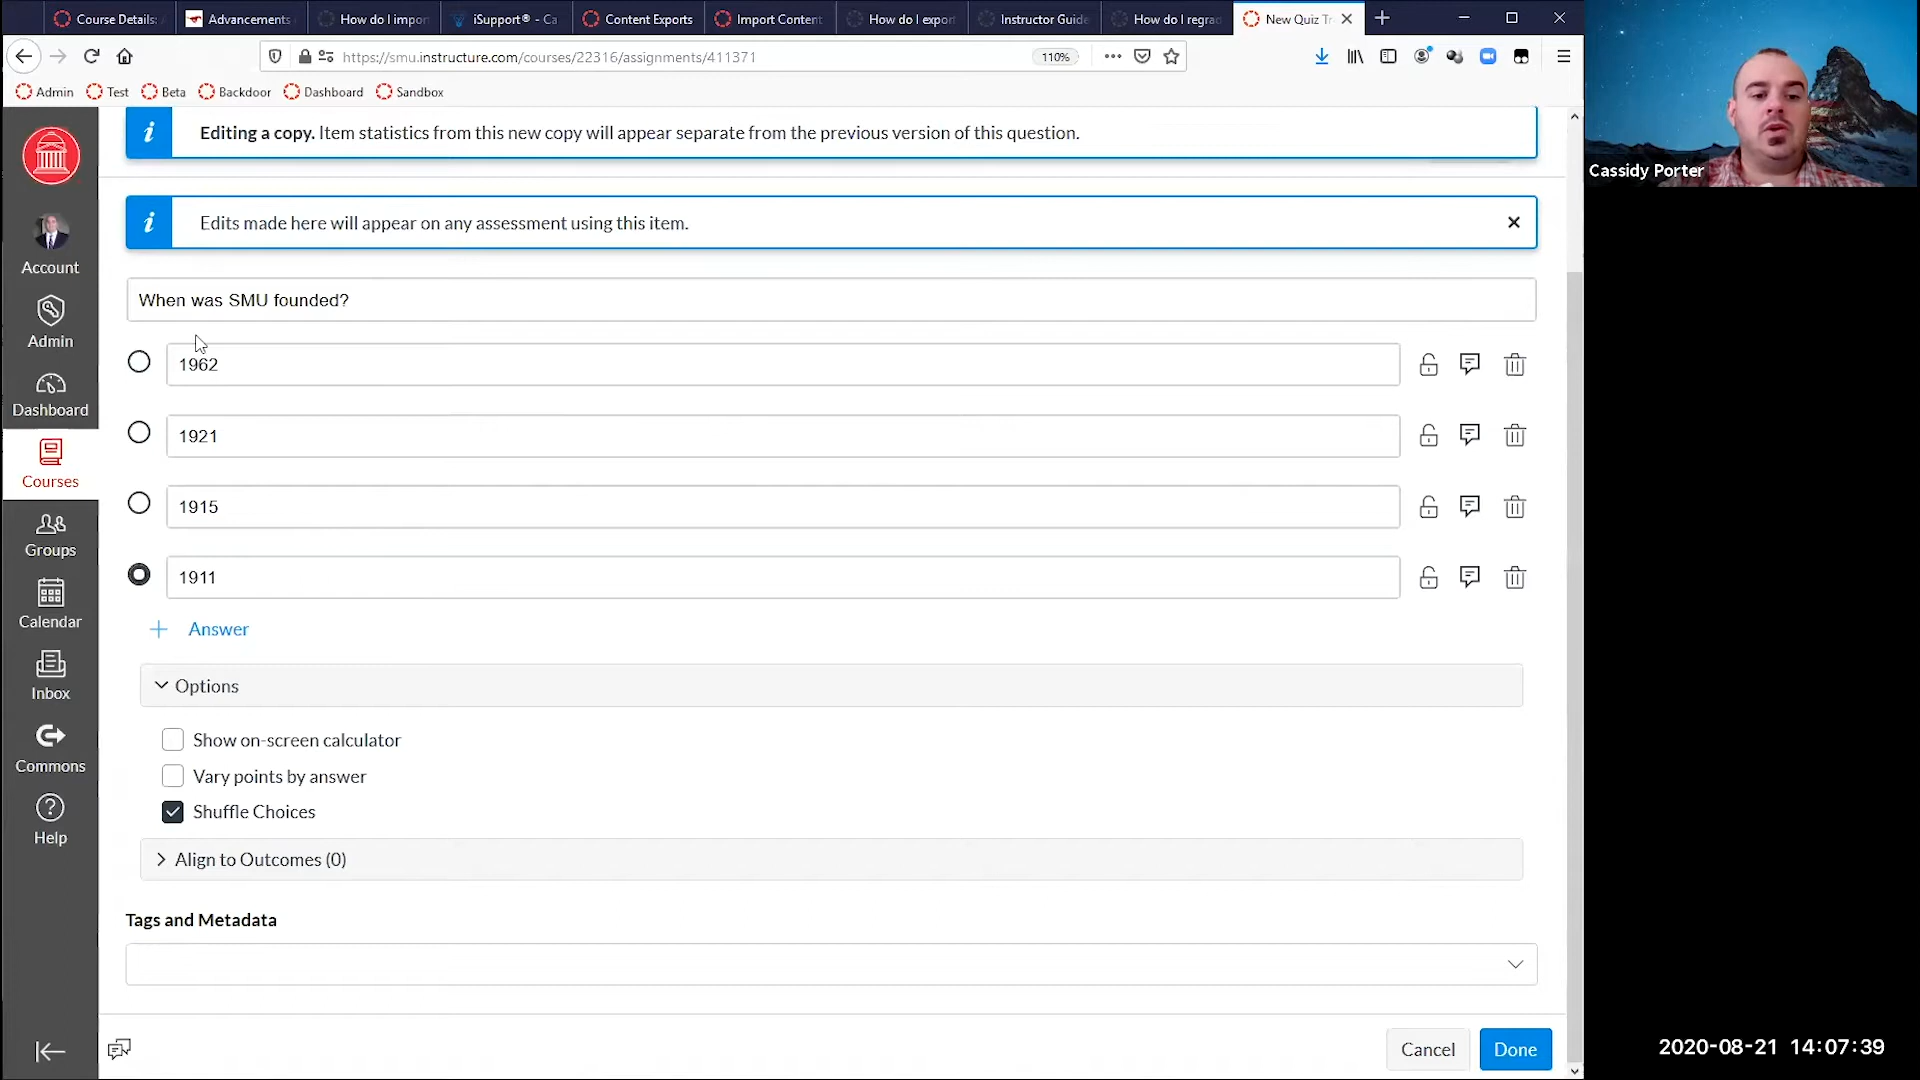 Course Details:
Advancements
How do I impor
iSupport® - Ca
Content Exports
Import Content
How do I expor
Instructor Guide
How do I regra
New Quiz Tr
https://smu.instructure.com/courses/22316/assignments/411371
110%
Admin
Test
Beta
Backdoor
Dashboard
Sandbox
Editing a copy. Item statistics from this new copy will appear separate from the previous version of this question.
Edits made here will appear on any assessment using this item.
When was SMU founded?
1962
1921
1915
1911
Answer
Options
Show on-screen calculator
Vary points by answer
Shuffle Choices
Align to Outcomes (0)
Tags and Metadata
Cancel
Done
Account
Admin
Dashboard
Courses
Groups
Calendar
Inbox
Commons
Help
Cassidy Porter
2020-08-21 14:07:39